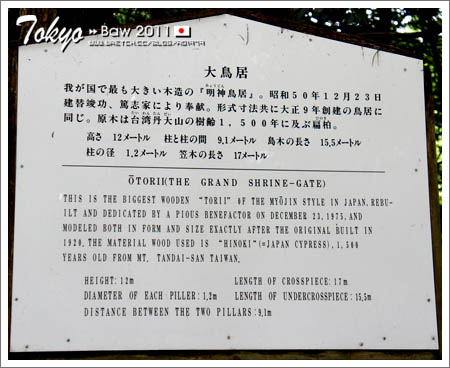 Tokyo Baw 2011
大鳥居
我が国で最も大きい木造の『明神鳥居』。昭和50年12月23日
建替竣功、篤志家により奉献。形式寸法共に大正9年創建の鳥居に
同じ。原木は台湾丹大山の樹齢1,500年に及ぶ扁柏。
高さ 12メートル 柱と柱の間 9,1メートル 島木の長さ 15,5メートル
柱の径 1,2メートル 笠木の長さ 17メートル
ŌTORII(THE GRAND SHRINE-GATE)
THIS IS THE BIGGEST WOODEN "TORII" OF THE MYŌJIN STYLE IN JAPAN.REBU-
ILT AND DEDICATED BY A PIOUS BENEFACTOR ON DECEMBER 23,1975,AND
MODELED BOTH IN FORM AND SIZE EXACTLY AFTER THE ORIGINAL BUILT IN
1920.THE MATERIAL WOOD USED IS "HINOKI"(=JAPAN CYPRESS),1,500
YEARS OLD FROM MT. TANDAI-SAN TAIWAN.
HEIGHT:12m LENGTH OF CROSSPIECE:17m
DIAMETER OF EACH PILLER:1,2m LENGTH OF UNDERCROSSPIECE:15,5m
DISTANCE BETWEEN THE TWO PILLARS:9,1m